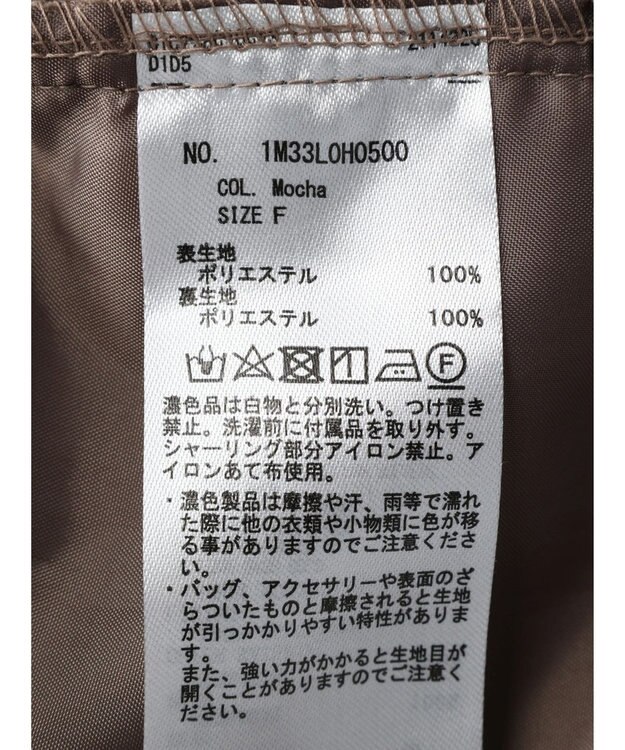 D1D5
NO. 1M33L0H0500
COL. Mocha
SIZE F
表生地
ポリエステル 100%
裏生地
ポリエステル 100%
F
濃色品は白物と分別洗い。つけ置き
禁止。洗濯前に付属品を取り外す。
シャーリング部分アイロン禁止。ア
イロンあて布使用。
・濃色製品は摩擦や汗、雨等で濡れ
た際に他の衣類や小物類に色が移
る事がありますのでご注意くださ
い。
・バッグ、アクセサリーや表面のざ
らついたものと摩擦されると生地
が引っかかりやすい特性がありま
す。
また、強い力がかかると生地目が
開くことがありますのでご注意く
ださい。